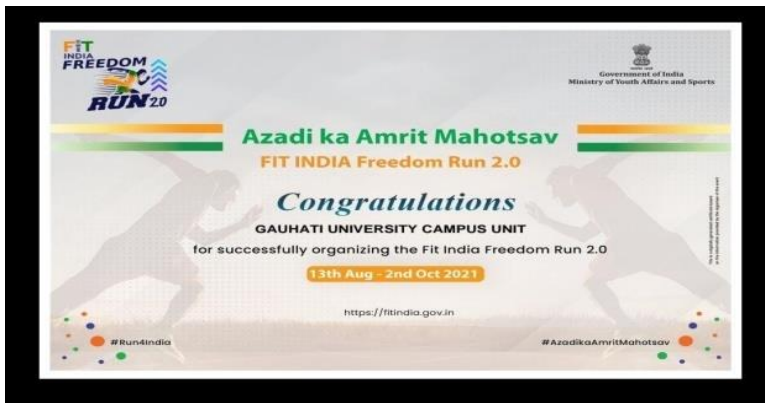 FiT
INDIA
FREEDOM
RUN 2.0
Government of India
Ministry of Youth Affairs and Sports
Azadi ka Amrit Mahotsav
FIT INDIA Freedom Run 2.0
Congratulations
GAUHATI UNIVERSITY CAMPUS UNIT
for successfully organizing the Fit India Freedom Run 2.0
13th Aug - 2nd Oct 2021
https://fitindia.gov.in
#Run4India
#AzadikaAmritMahotsav